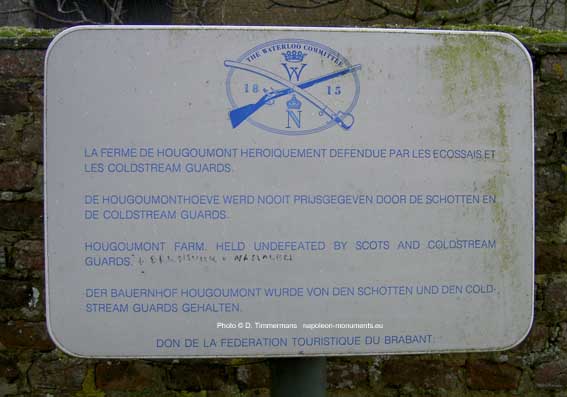 THE WATERLOO COMMITTEE
W
18 15
N
LA FERME DE HOUGOUMONT HEROIQUEMENT DEFENDUE PAR LES ECOSSAIS ET
LES COLDSTREAM GUARDS.
DE HOUGOUMONTHOEVE WERD NOOIT PRIJSGEGEVEN DOOR DE SCHOTTEN EN
DE COLDSTREAM GUARDS.
HOUGOUMONT FARM. HELD UNDEFEATED BY SCOTS AND COLDSTREAM
GUARDS.
DER BAUERNHOF HOUGOUMONT WURDE VON DEN SCHOTTEN UND DEN COLD-
STREAM GUARDS GEHALTEN.
Photo © D. Timmermans napoleon-monuments.eu
DON DE LA FEDERATION TOURISTIQUE DU BRABANT.